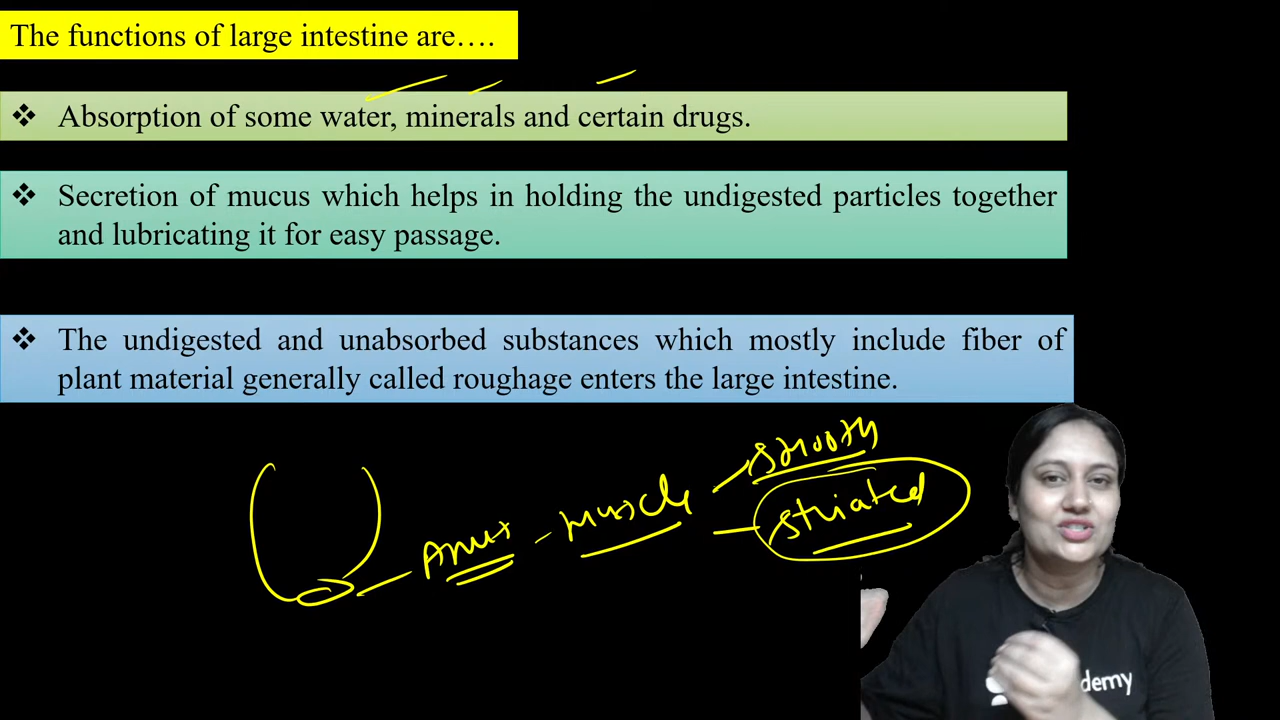 The functions of large intestine are….
❖ Absorption of some water, minerals and certain drugs.
❖ Secretion of mucus which helps in holding the undigested particles together
and lubricating it for easy passage.
❖ The undigested and unabsorbed substances which mostly include fiber of
plant material generally called roughage enters the large intestine.
smooth
Anus - Muscle
striated
demy